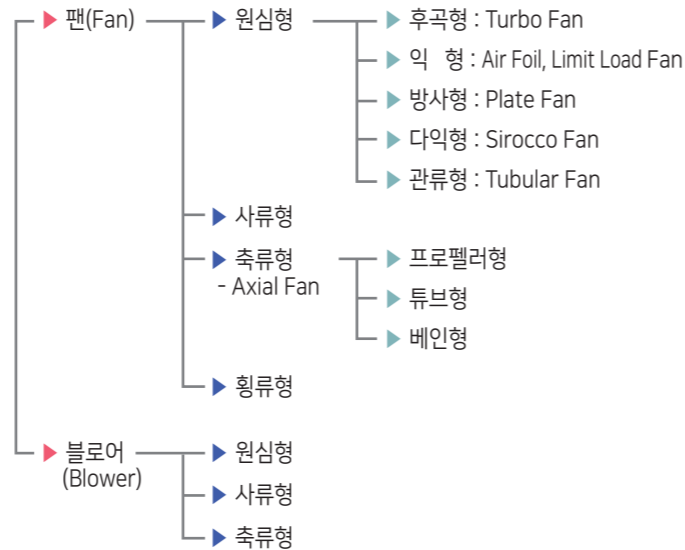 팬(Fan)
원심형
후곡형 : Turbo Fan
익 형 : Air Foil, Limit Load Fan
방사형 : Plate Fan
다익형 : Sirocco Fan
관류형 : Tubular Fan
사류형
축류형
- Axial Fan
프로펠러형
튜브형
베인형
횡류형
블로어
(Blower)
원심형
사류형
축류형